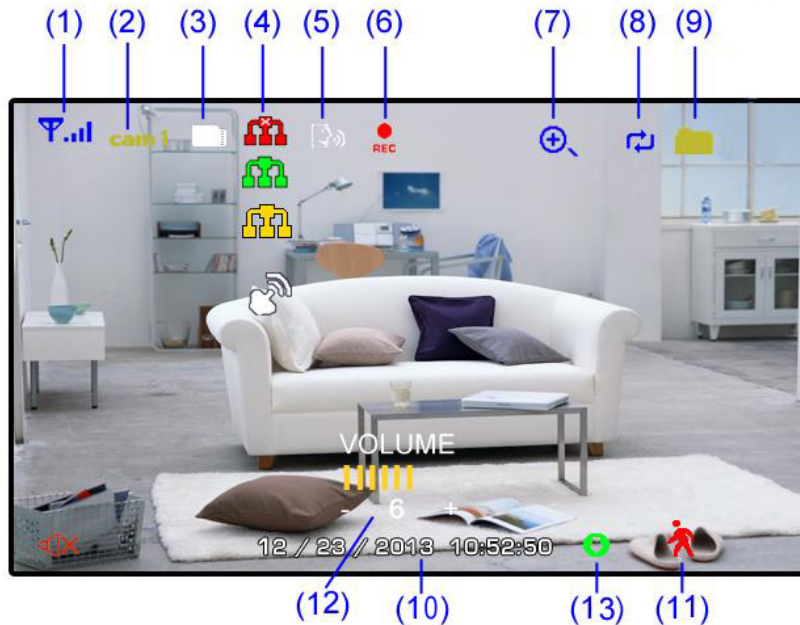 (1) (2) (3) (4) (5) (6) (7) (8) (9)
cam 1
REC
VOLUME
- 6 +
12 / 23 / 2013 10:52:50
(12) (10) (13) (11)